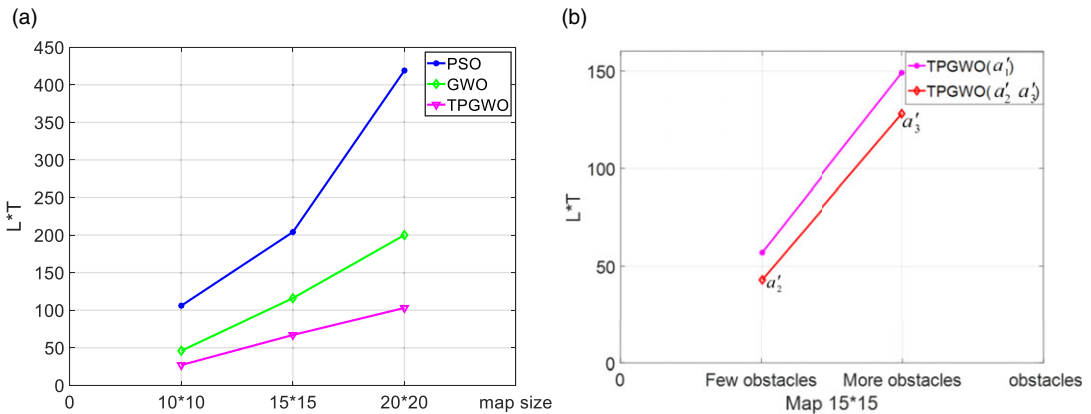 (a)
450
400
350
300
250
200
150
100
50
0
L*T
0 10*10 15*15 20*20 map size
PSO
GWO
TPGWO
(b)
150
100
50
0
L*T
0 Few obstacles More obstacles obstacles
Map 15*15
TPGWO(a′₁)
TPGWO(a′₂ a′₃)
a′₃
a′₂